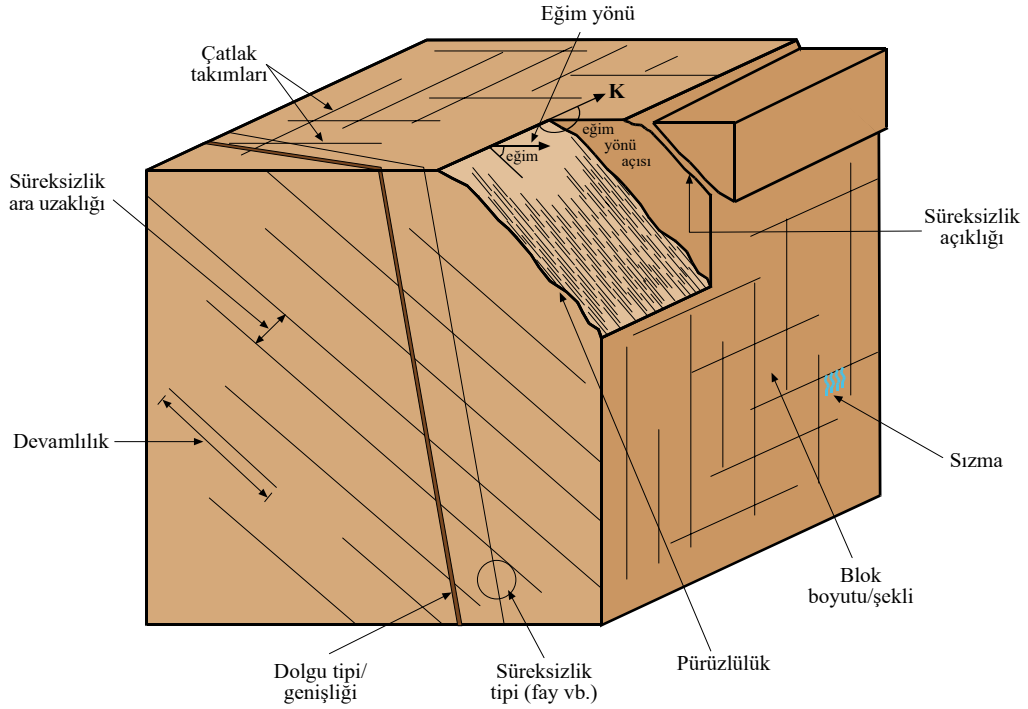 Eğim yönü
Çatlak
takımları
K
eğim
yönü
açısı
eğim
Süreksizlik
ara uzaklığı
Süreksizlik
açıklığı
Devamlılık
Sızma
Blok
boyutu/şekli
Pürüzlülük
Dolgu tipi/
genişliği
Süreksizlik
tipi (fay vb.)